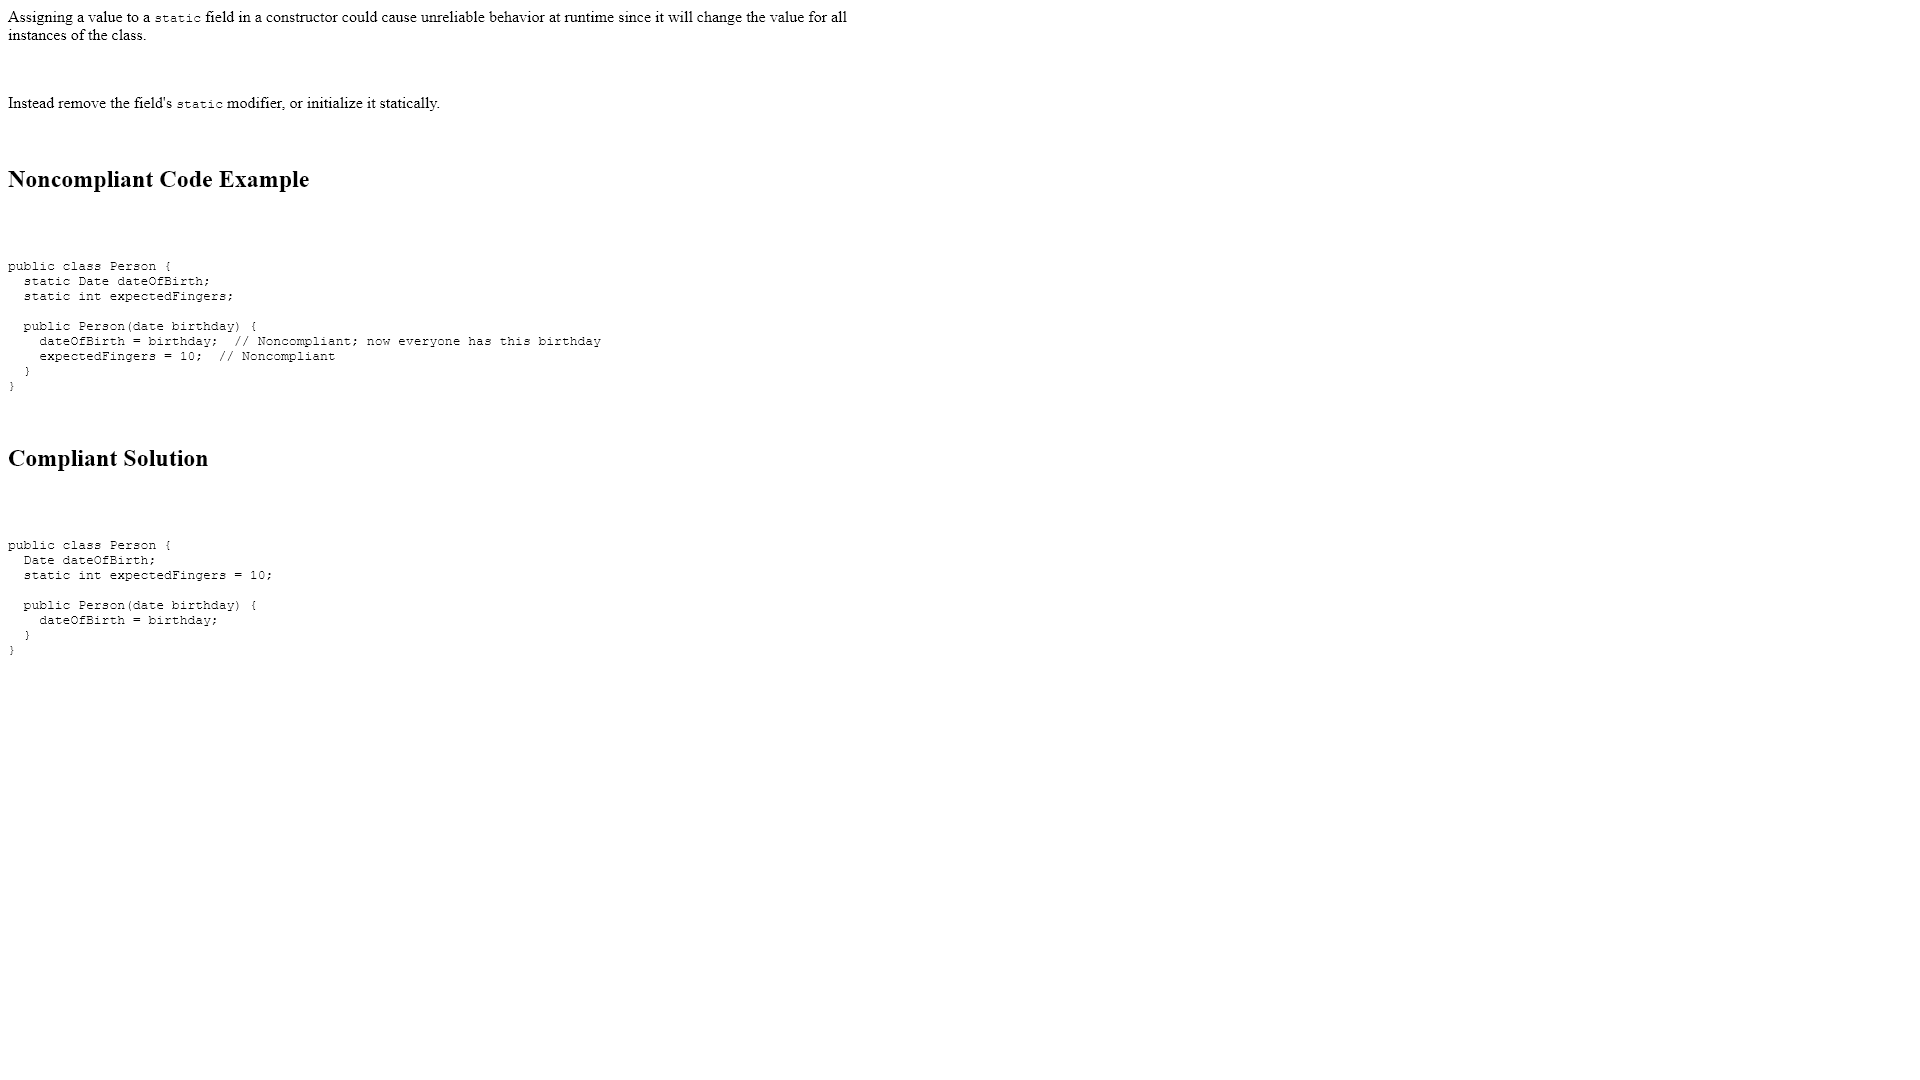 Assigning a value to a static field in a constructor could cause unreliable behavior at runtime since it will change the value for all
instances of the class.
Instead remove the field's static modifier, or initialize it statically.
Noncompliant Code Example
public class Person {
  static Date dateOfBirth;
  static int expectedFingers;
  public Person(date birthday) {
    dateOfBirth = birthday;  // Noncompliant; now everyone has this birthday
    expectedFingers = 10;  // Noncompliant
  }
}
Compliant Solution
public class Person {
  Date dateOfBirth;
  static int expectedFingers = 10;
  public Person(date birthday) {
    dateOfBirth = birthday;
  }
}